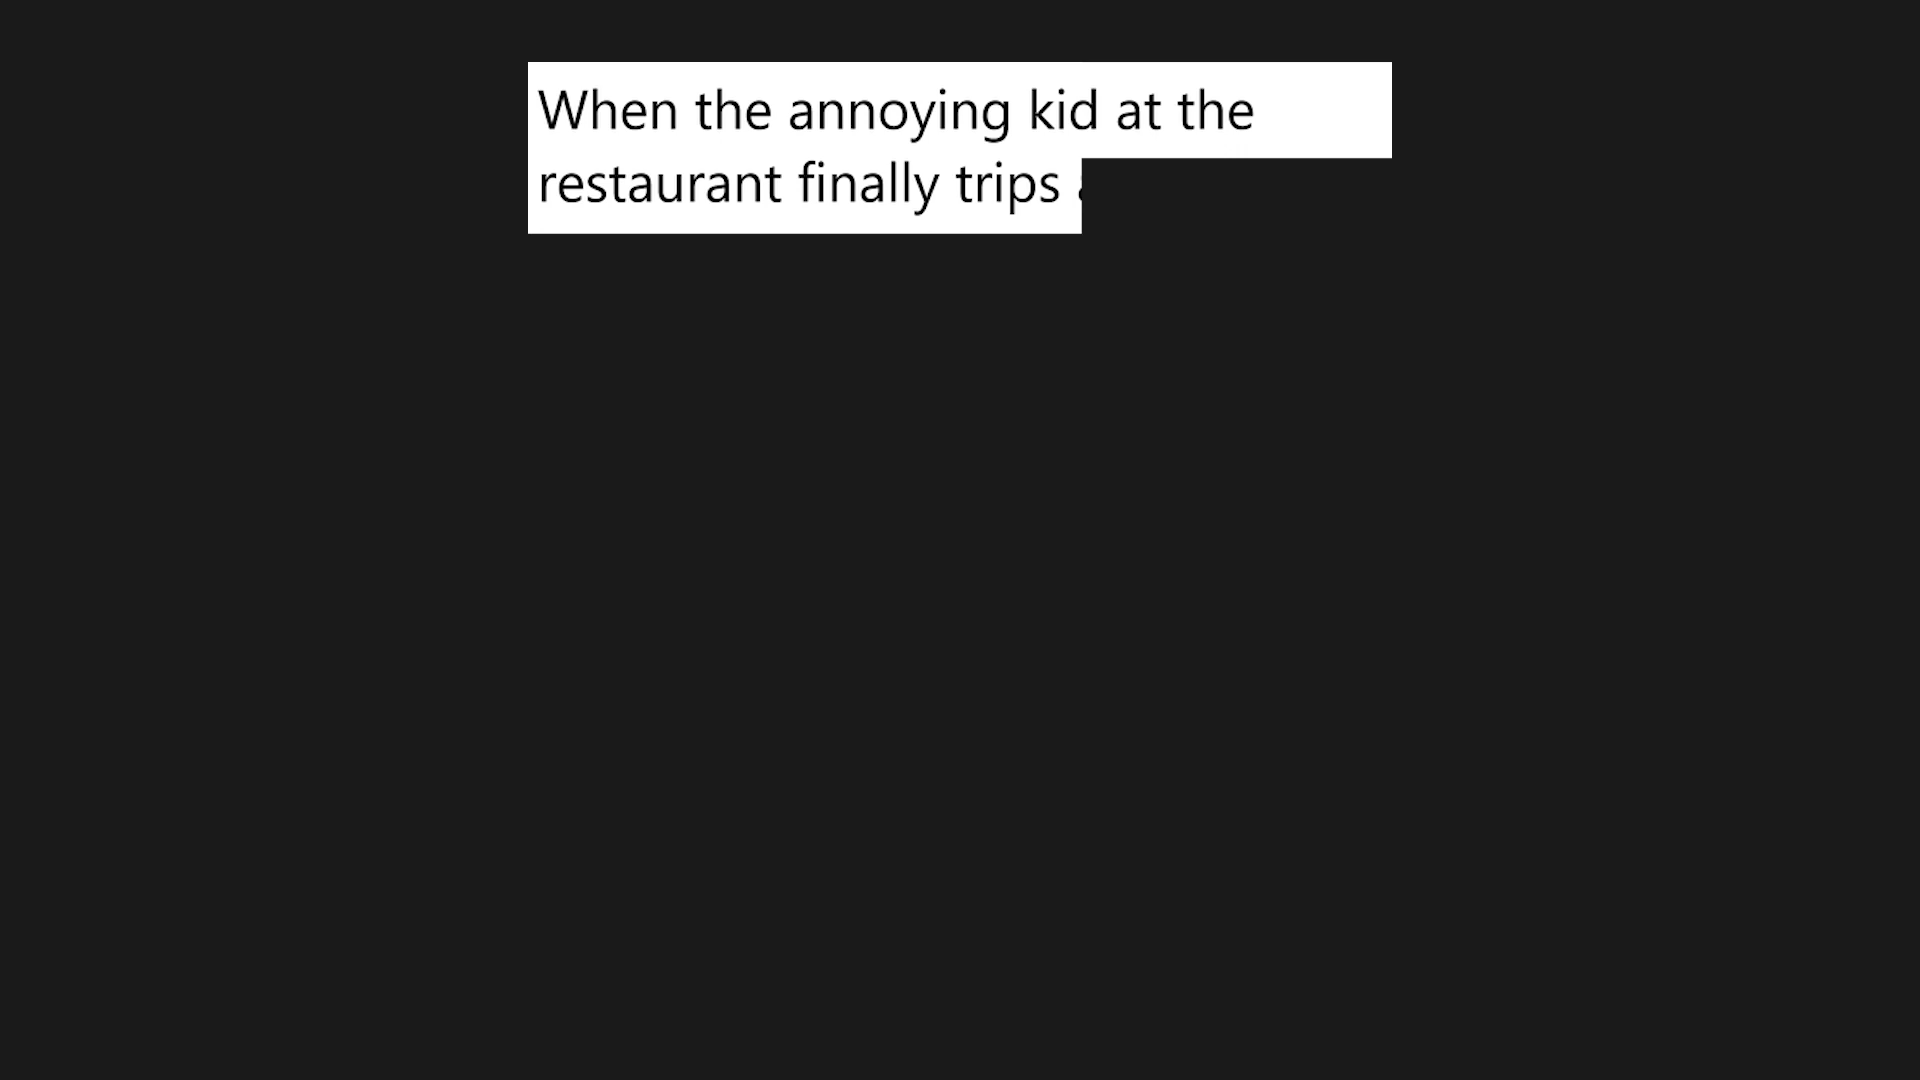 When the annoying kid at the
restaurant finally trips